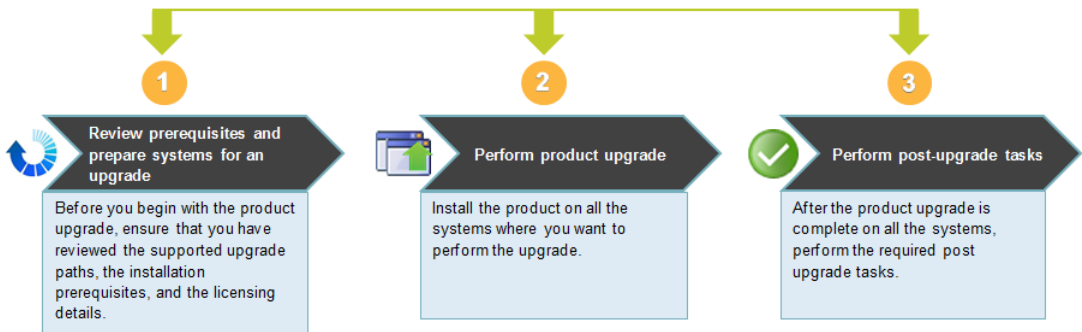 1
Review prerequisites and
prepare systems for an
upgrade
Before you begin with the product
upgrade, ensure that you have
reviewed the supported upgrade
paths, the installation
prerequisites, and the licensing
details.
2
Perform product upgrade
Install the product on all the
systems where you want to
perform the upgrade.
3
Perform post-upgrade tasks
After the product upgrade is
complete on all the systems,
perform the required post
upgrade tasks.